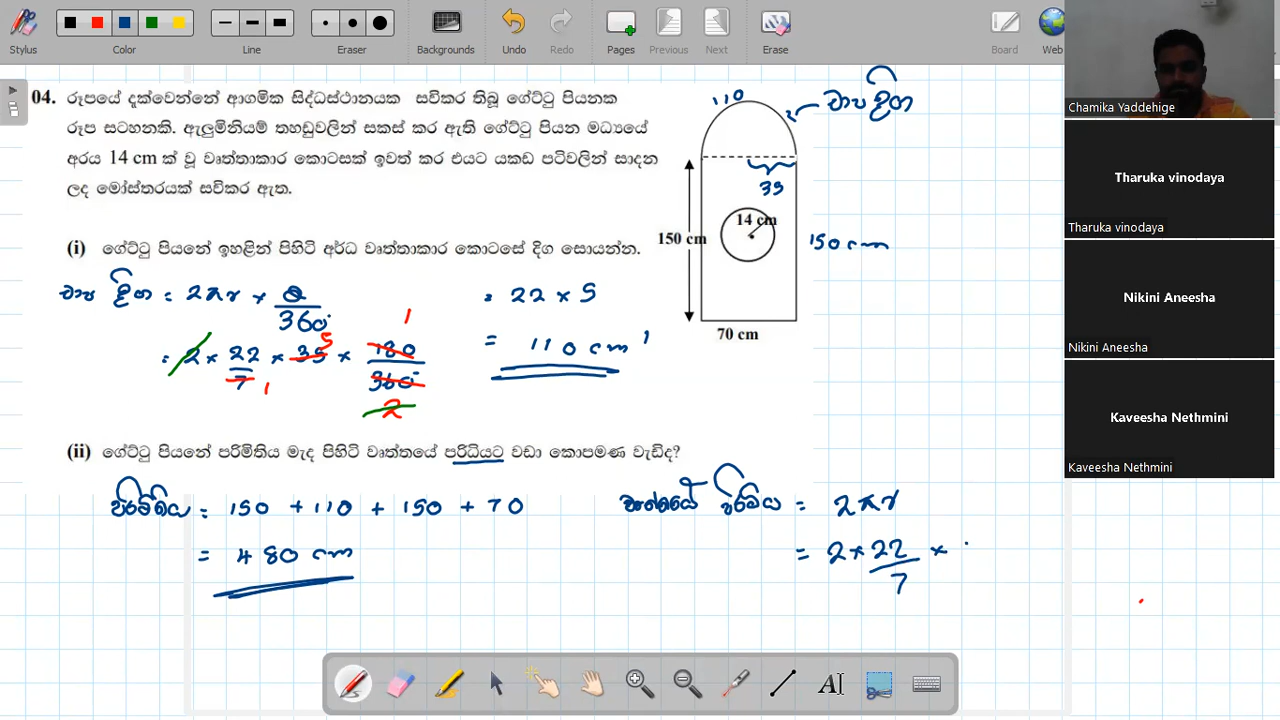 Stylus
Color
Line
Eraser
Backgrounds
Undo
Redo
Pages
Previous
Next
Erase
Board
Web
04. රූපයේ දැක්වෙන්නේ ආගමික සිද්ධස්ථානයක සවිකර තිබූ ගේට්ටු පියනක
රූප සටහනකි. ඇලුමිනියම් තහඩුවලින් සකස් කර ඇති ගේට්ටු පියන මධ්‍යයේ
අරය 14 cm ක් වූ වෘත්තාකාර කොටසක් ඉවත් කර එයට යකඩ පටිවලින් සාදන
ලද මෝස්තරයක් සවිකර ඇත.
110
චාප දිග
35
14 cm
150 cm
150 cm
70 cm
(i) ගේට්ටු පියනේ ඉහළින් පිහිටි අර්ධ වෘත්තාකාර කොටසේ දිග සොයන්න.
චාප දිග = 2πr × θ/360°
= 2 × 22/7 × 35 × 180/360°
1
5
1
2
= 22 × 5
= 110 cm
(ii) ගේට්ටු පියනේ පරිමිතිය මැද පිහිටි වෘත්තයේ පරිධියට වඩා කොපමණ වැඩිද?
පරිමිතිය = 150 + 110 + 150 + 70
= 480 cm
වෘත්තයේ පරිමිතිය = 2πr
= 2 × 22/7 ×
Chamika Yaddehige
Tharuka vinodaya
Tharuka vinodaya
Nikini Aneesha
Nikini Aneesha
Kaveesha Nethmini
Kaveesha Nethmini